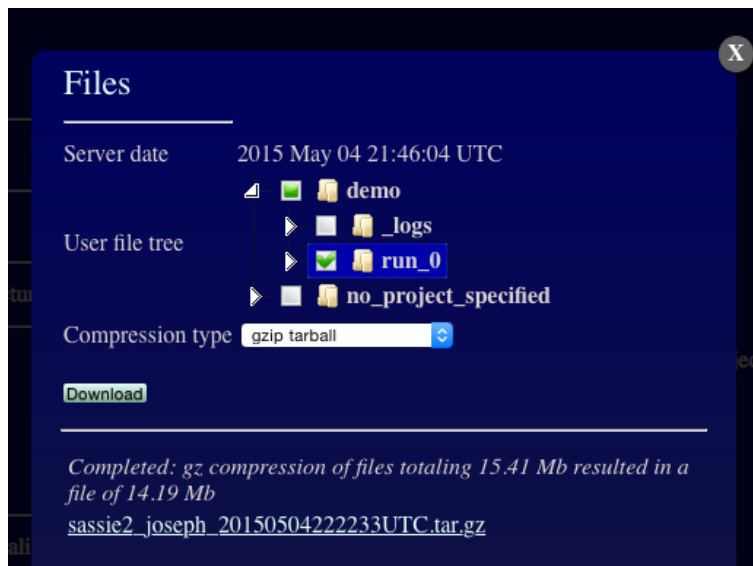 X
Files
Server date 2015 May 04 21:46:04 UTC
demo
_logs
User file tree
run_0
no_project_specified
Compression type gzip tarball
Download
Completed: gz compression of files totaling 15.41 Mb resulted in a
file of 14.19 Mb
sassie2_joseph_20150504222233UTC.tar.gz